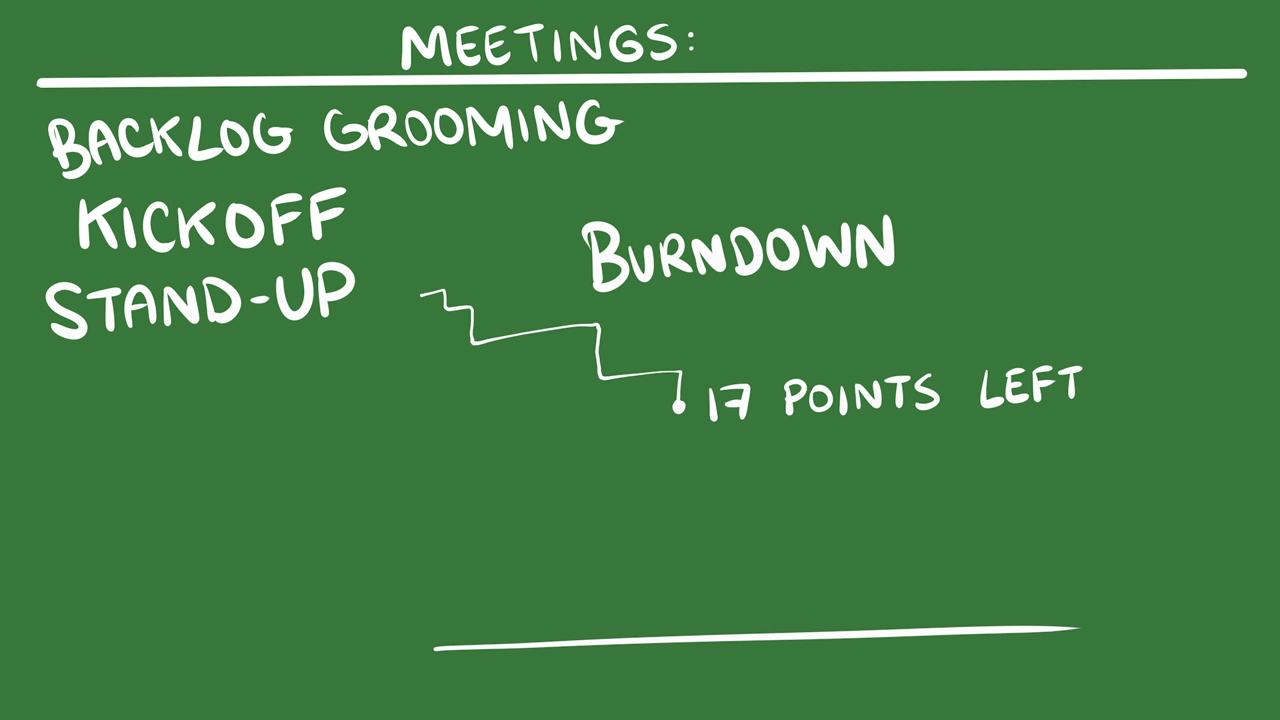 MEETINGS:
BACKLOG GROOMING
KICKOFF
STAND-UP
BURNDOWN
17 POINTS LEFT